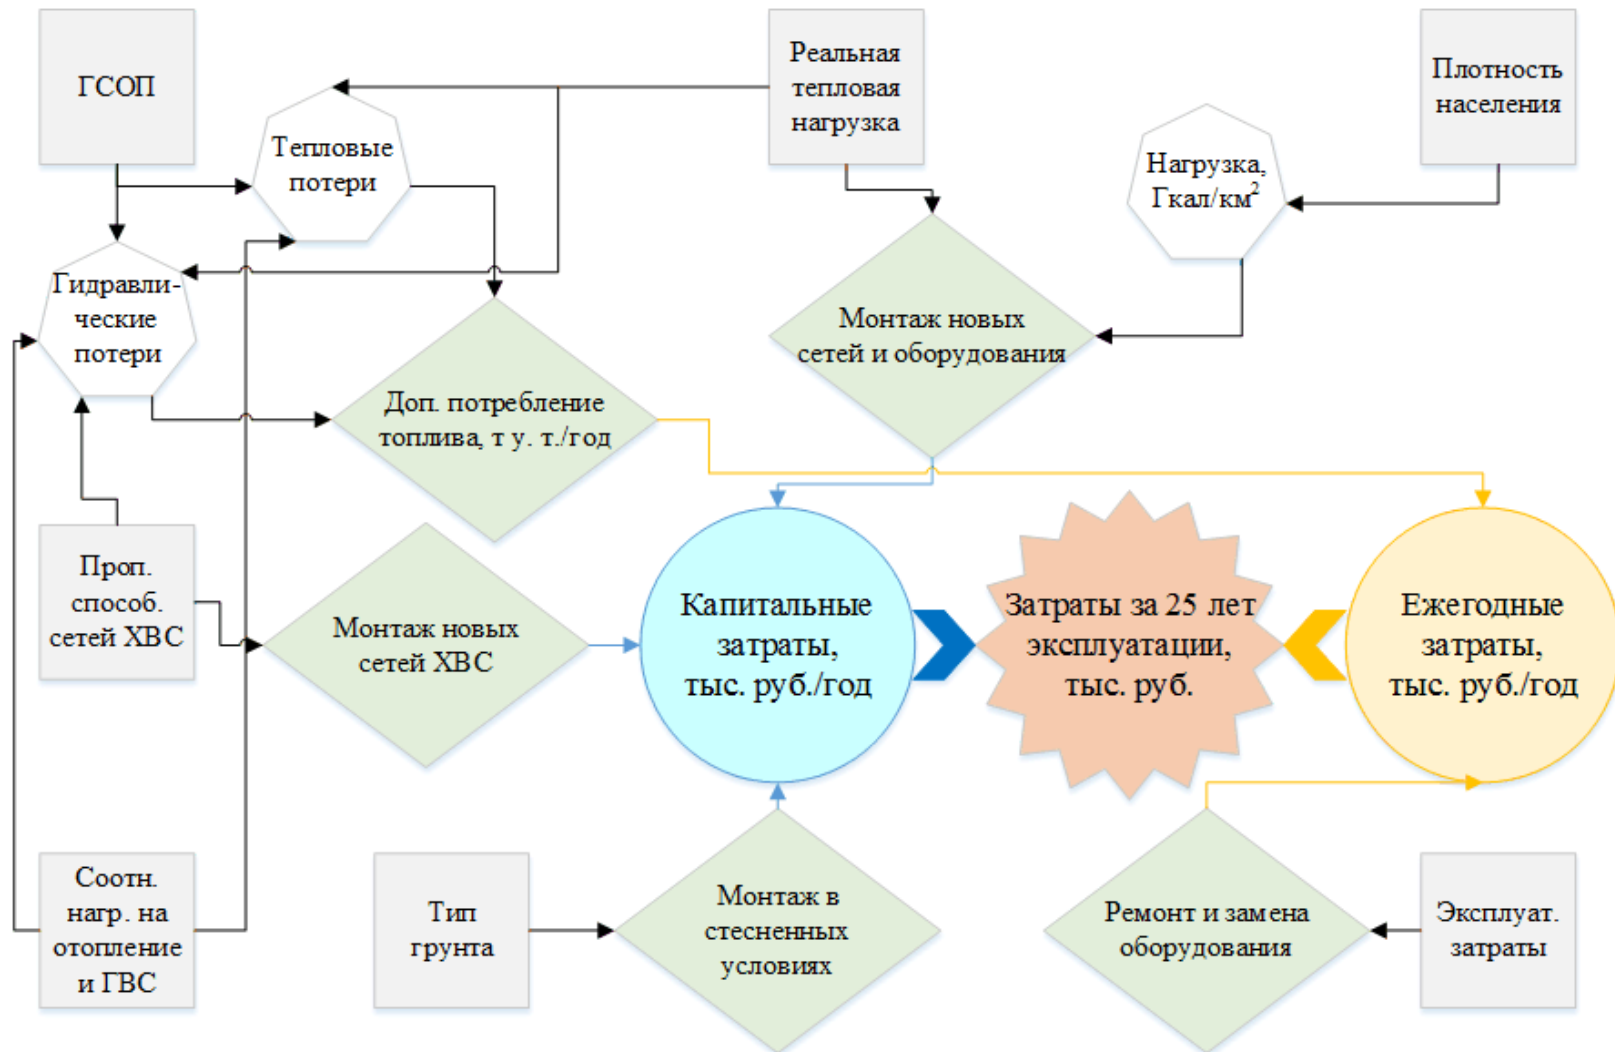 ГСОП
Реальная
тепловая
нагрузка
Плотность
населения
Тепловые
потери
Нагрузка,
Гкал/км²
Гидравли-
ческие
потери
Монтаж новых
сетей и оборудования
Доп. потребление
топлива, т у. т./год
Проп.
способ.
сетей ХВС
Монтаж новых
сетей ХВС
Капитальные
затраты,
тыс. руб./год
Затраты за 25 лет
эксплуатации,
тыс. руб.
Ежегодные
затраты,
тыс. руб./год
Соотн.
нагр. на
отопление
и ГВС
Тип
грунта
Монтаж в
стесненных
условиях
Ремонт и замена
оборудования
Эксплуат.
затраты